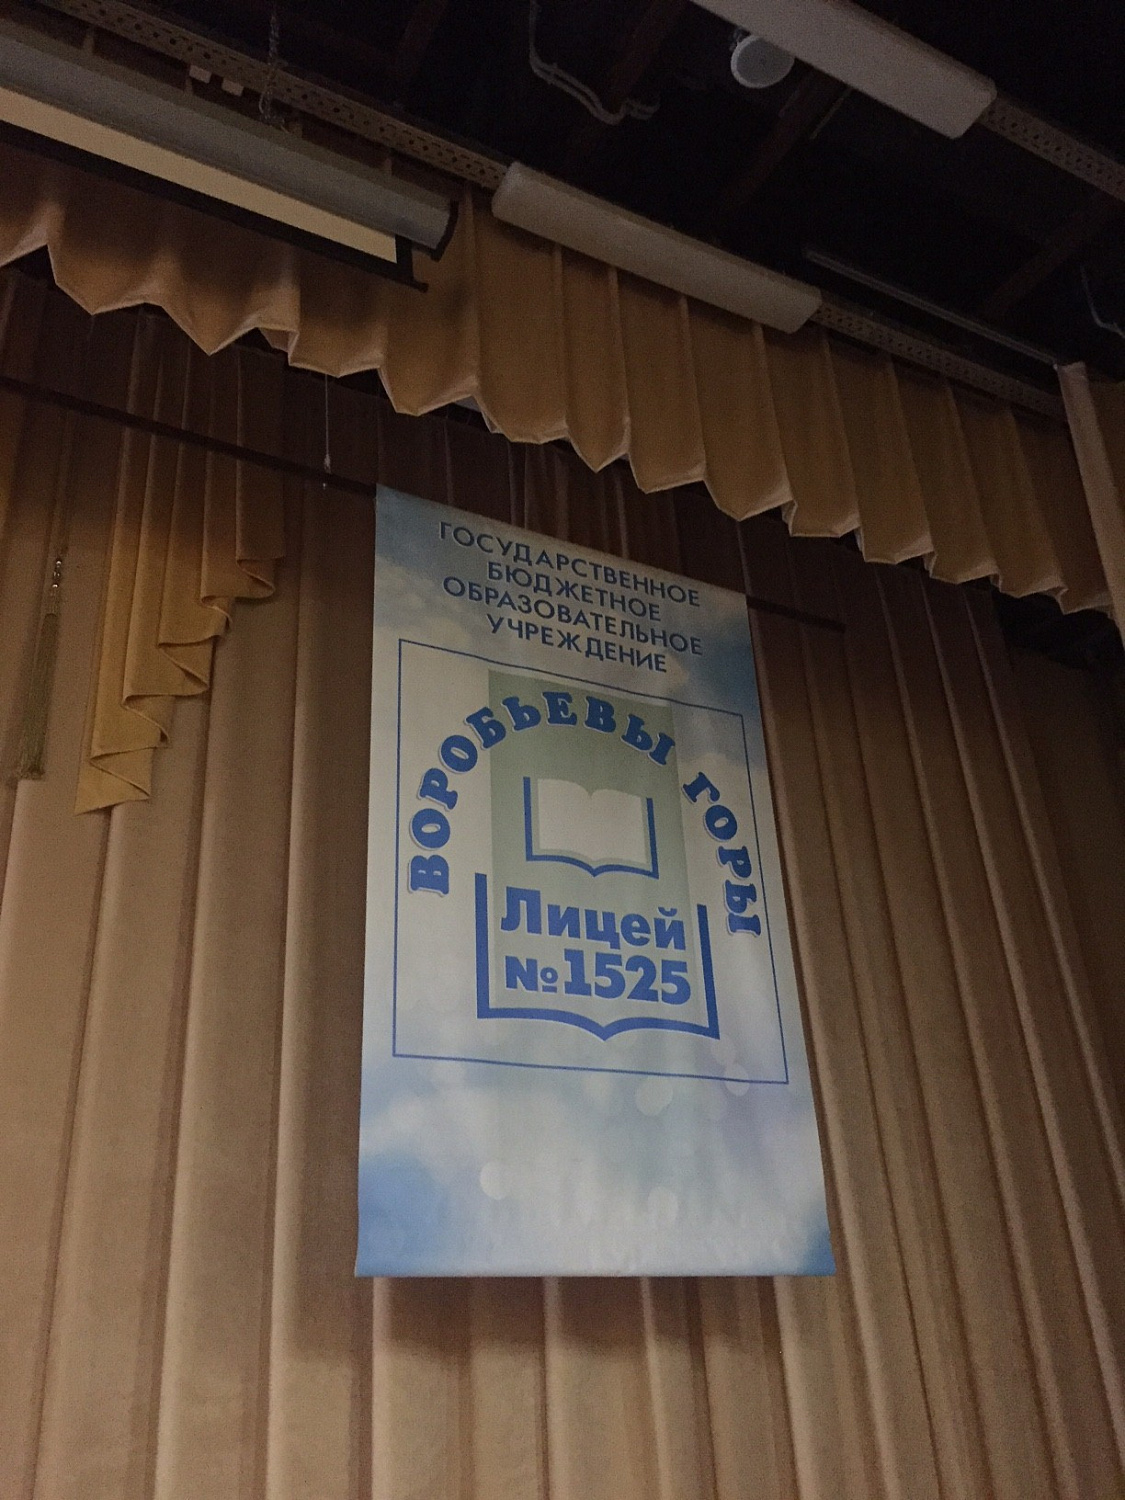 ГОСУДАРСТВЕННОЕ
БЮДЖЕТНОЕ
ОБРАЗОВАТЕЛЬНОЕ
УЧРЕЖДЕНИЕ
ВОРОБЬЕВЫ ГОРЫ
Лицей
№1525